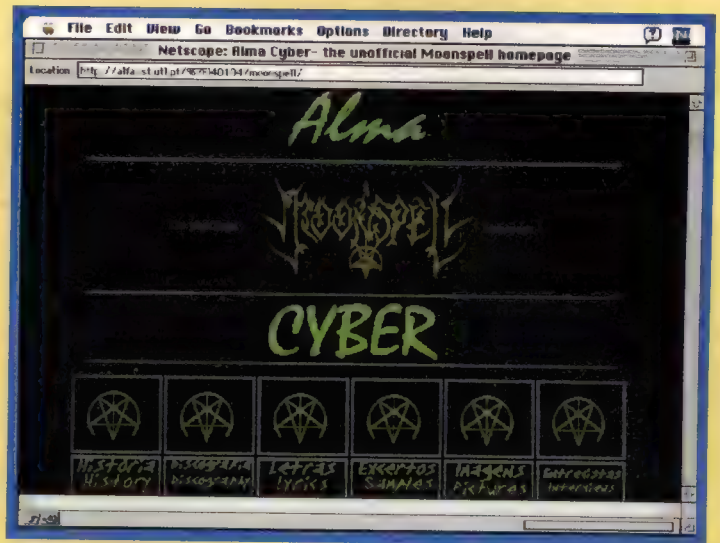 File Edit View Go Bookmarks Options Directory Help
Netscape: Alma Cyber- the unofficial Moonspell homepage
Location
Alma
MOONSPELL
CYBER
História Discografia Letras Excertos Imagens Entrevistas
History Discography Lyrics Samples Pictures Interviews